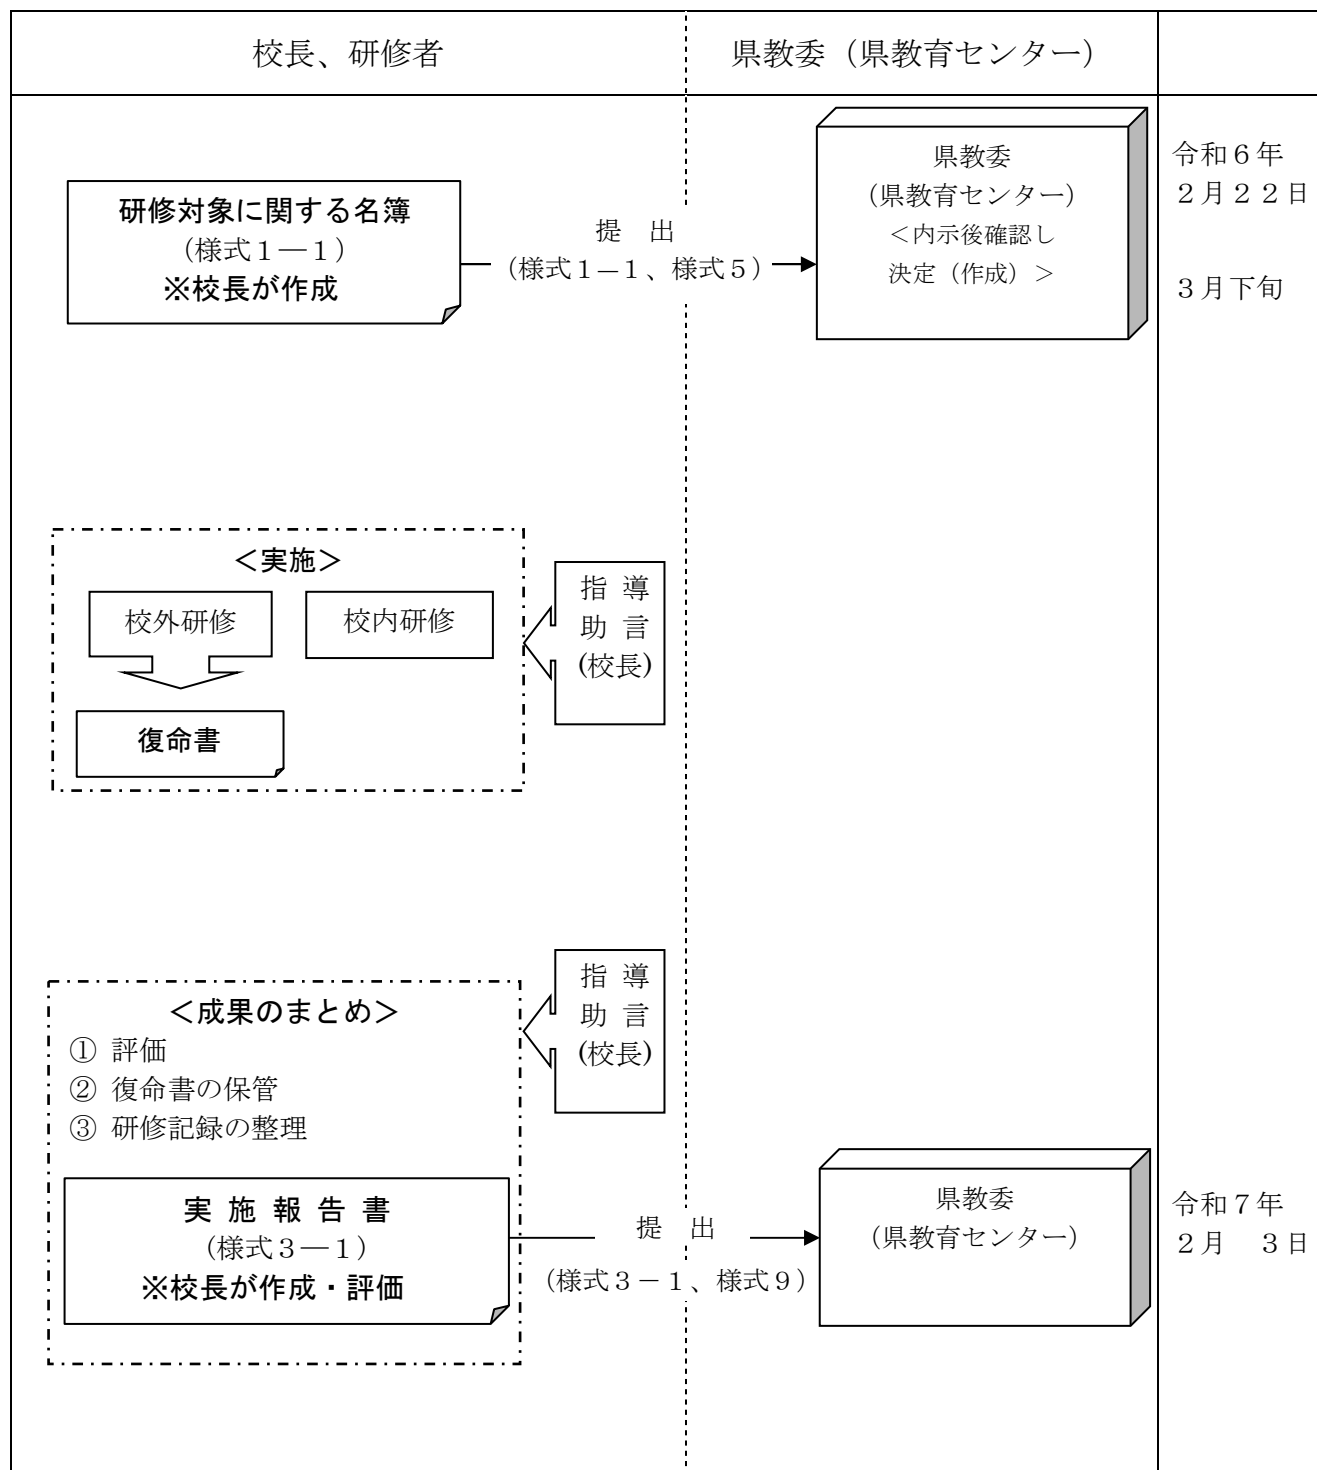 校長、研修者
県教委（県教育センター）
研修対象に関する名簿
（様式１―１）
※校長が作成
提　出
（様式１―１、様式５）
県教委
（県教育センター）
＜内示後確認し
決定（作成）＞
令和６年
２月２２日
３月下旬
＜実施＞
校外研修
校内研修
復命書
指 導
助 言
(校長)
＜成果のまとめ＞
① 評価
② 復命書の保管
③ 研修記録の整理
指 導
助 言
(校長)
実 施 報 告 書
（様式３―１）
※校長が作成・評価
提　出
（様式３－１、様式９）
県教委
（県教育センター）
令和７年
２月　３日